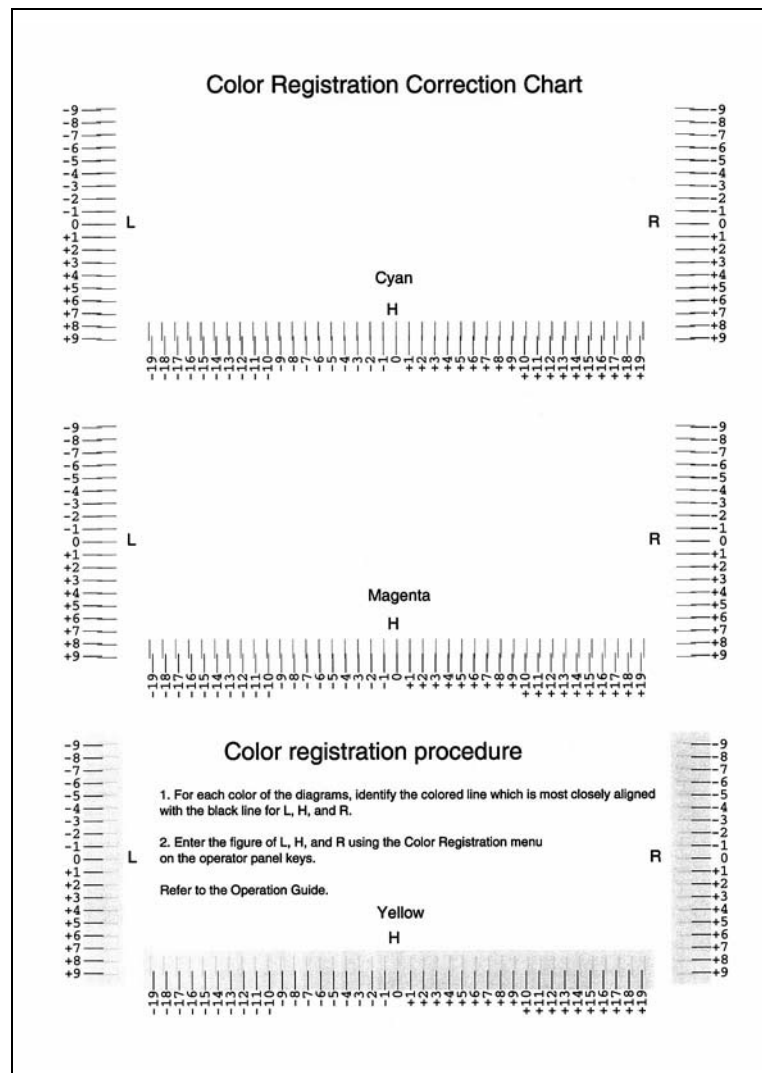 Color Registration Correction Chart
-9 -9
-8 -8
-7 -7
-6 -6
-5 -5
-4 -4
-3 -3
-2 -2
-1 -1
0 L R 0
+1 +1
+2 +2
+3 +3
+4 Cyan +4
+5 +5
+6 +6
+7 H +7
+8 +8
+9 +9
-19 -18 -17 -16 -15 -14 -13 -12 -11 -10 -9 -8 -7 -6 -5 -4 -3 -2 -1 0 +1 +2 +3 +4 +5 +6 +7 +8 +9 +10 +11 +12 +13 +14 +15 +16 +17 +18 +19
-9 -9
-8 -8
-7 -7
-6 -6
-5 -5
-4 -4
-3 -3
-2 -2
-1 -1
0 L R 0
+1 +1
+2 +2
+3 +3
+4 Magenta +4
+5 +5
+6 +6
+7 H +7
+8 +8
+9 +9
-19 -18 -17 -16 -15 -14 -13 -12 -11 -10 -9 -8 -7 -6 -5 -4 -3 -2 -1 0 +1 +2 +3 +4 +5 +6 +7 +8 +9 +10 +11 +12 +13 +14 +15 +16 +17 +18 +19
Color registration procedure
1. For each color of the diagrams, identify the colored line which is most closely aligned
with the black line for L, H, and R.
2. Enter the figure of L, H, and R using the Color Registration menu
on the operator panel keys.
Refer to the Operation Guide.
-9 -9
-8 -8
-7 -7
-6 -6
-5 -5
-4 -4
-3 -3
-2 -2
-1 -1
0 L R 0
+1 +1
+2 +2
+3 +3
+4 +4
+5 Yellow +5
+6 +6
+7 H +7
+8 +8
+9 +9
-19 -18 -17 -16 -15 -14 -13 -12 -11 -10 -9 -8 -7 -6 -5 -4 -3 -2 -1 0 +1 +2 +3 +4 +5 +6 +7 +8 +9 +10 +11 +12 +13 +14 +15 +16 +17 +18 +19